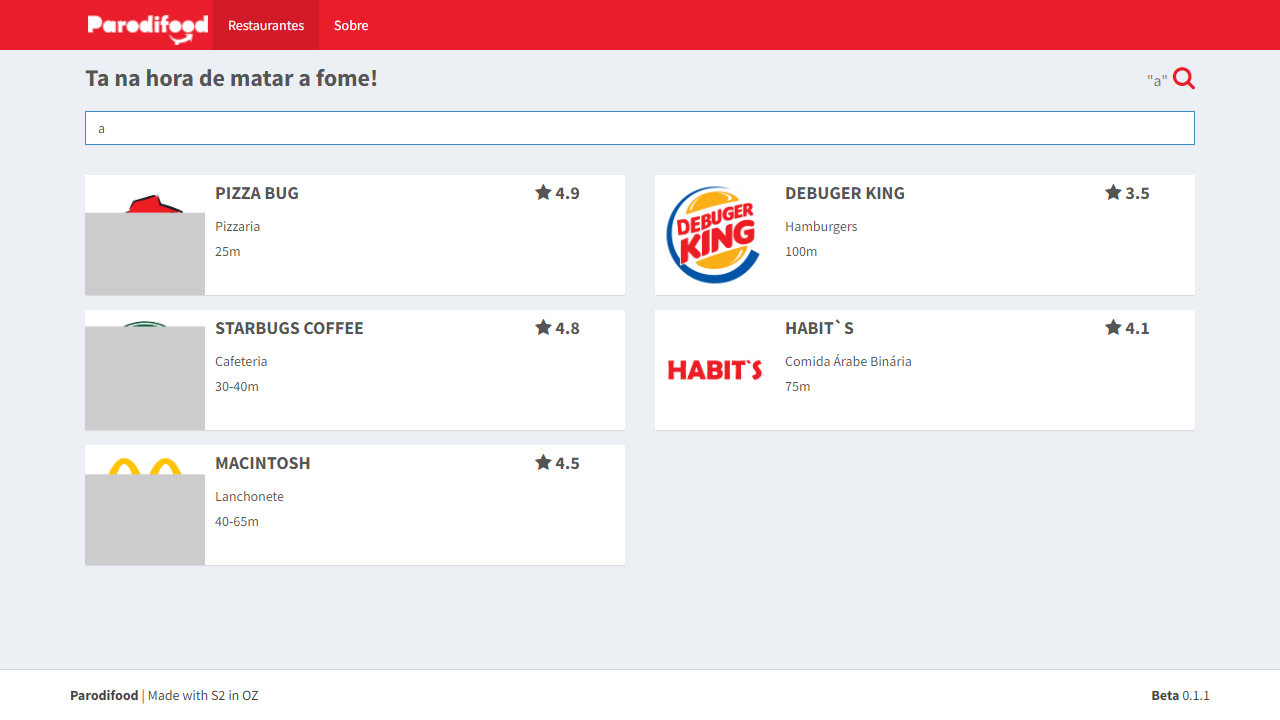 Parodifood Restaurantes Sobre
Ta na hora de matar a fome!
"a"
a
PIZZA BUG
4.9
Pizzaria
25m
DEBUGER KING
DEBUGER KING
3.5
Hamburgers
100m
STARBUGS COFFEE
4.8
Cafeteria
30-40m
HABIT`S
HABIT`S
4.1
Comida Árabe Binária
75m
MACINTOSH
4.5
Lanchonete
40-65m
Parodifood | Made with S2 in OZ
Beta 0.1.1